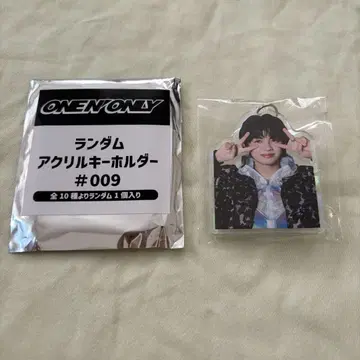 ONE N' ONLY
ランダム
アクリルキーホルダー
#009
全10種よりランダム1個入り